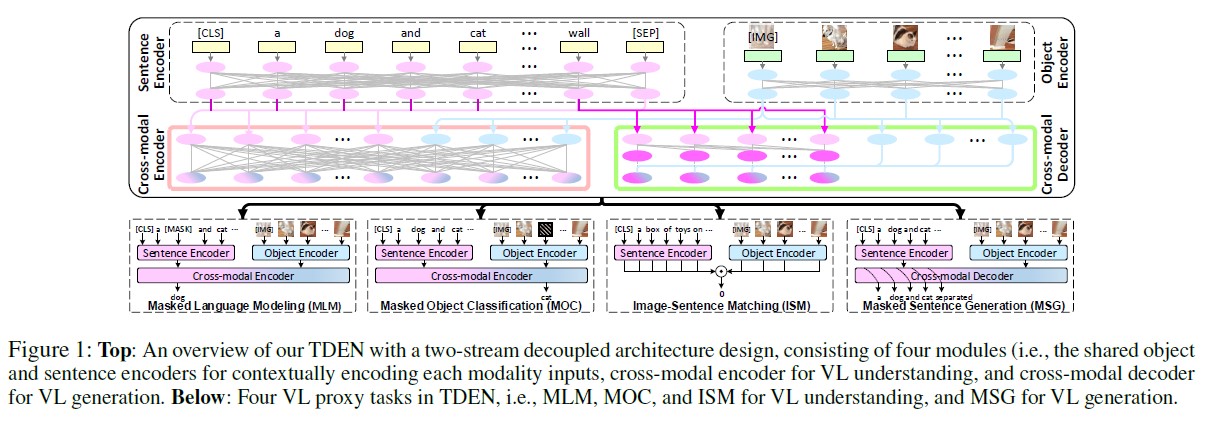 [CLS] a dog and cat ... wall [SEP]
[IMG] ...
Sentence
Encoder
Object
Encoder
Cross-modal
Encoder
Cross-modal
Decoder
[CLS] a [MASK] and cat ... [IMG] ...
Sentence Encoder Object Encoder
Cross-modal Encoder
dog
Masked Language Modeling (MLM)
[CLS] a dog and cat ... [IMG] ...
Sentence Encoder Object Encoder
Cross-modal Encoder
cat
Masked Object Classification (MOC)
[CLS] a box of toys on ... [IMG] ...
Sentence Encoder Object Encoder
0
Image-Sentence Matching (ISM)
[CLS] a dog and cat ... [IMG] ...
Sentence Encoder Object Encoder
Cross-modal Decoder
a dog and cat separated
Masked Sentence Generation (MSG)
Figure 1: Top: An overview of our TDEN with a two-stream decoupled architecture design, consisting of four modules (i.e., the shared object
and sentence encoders for contextually encoding each modality inputs, cross-modal encoder for VL understanding, and cross-modal decoder
for VL generation. Below: Four VL proxy tasks in TDEN, i.e., MLM, MOC, and ISM for VL understanding, and MSG for VL generation.